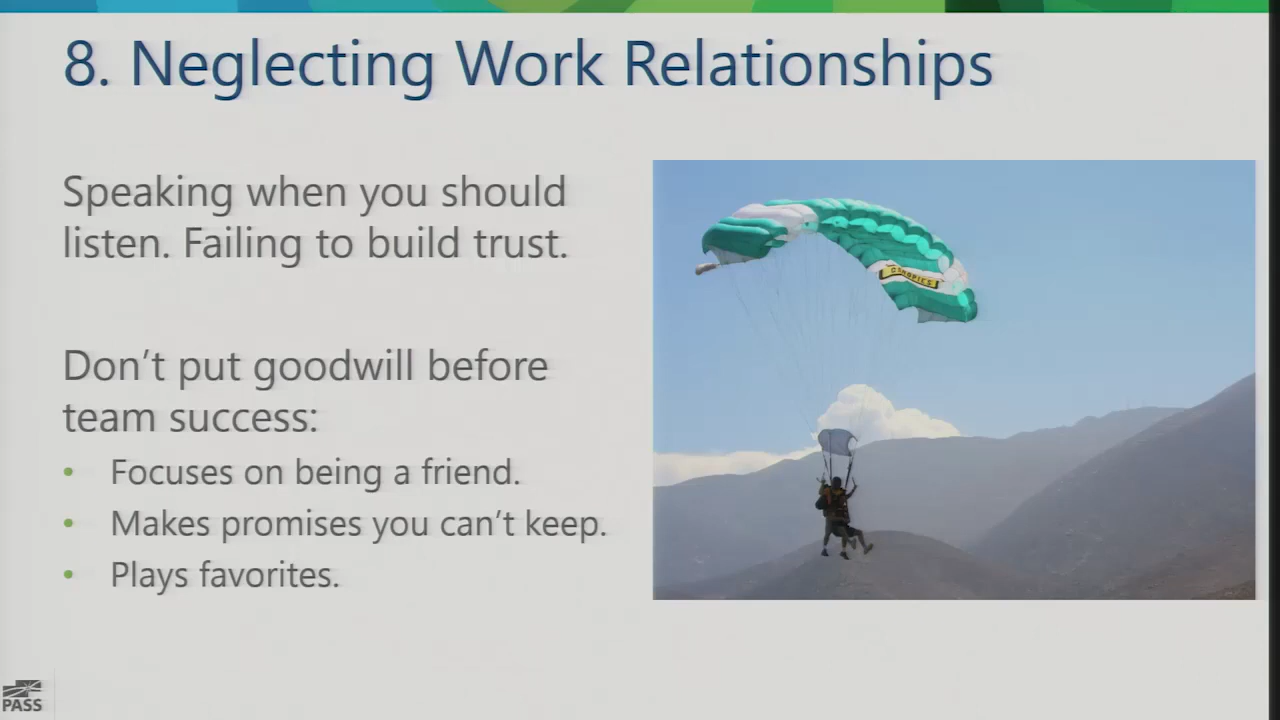 8. Neglecting Work Relationships
Speaking when you should
listen. Failing to build trust.
Don't put goodwill before
team success:
• Focuses on being a friend.
• Makes promises you can't keep.
• Plays favorites.
CANOPIES
PASS